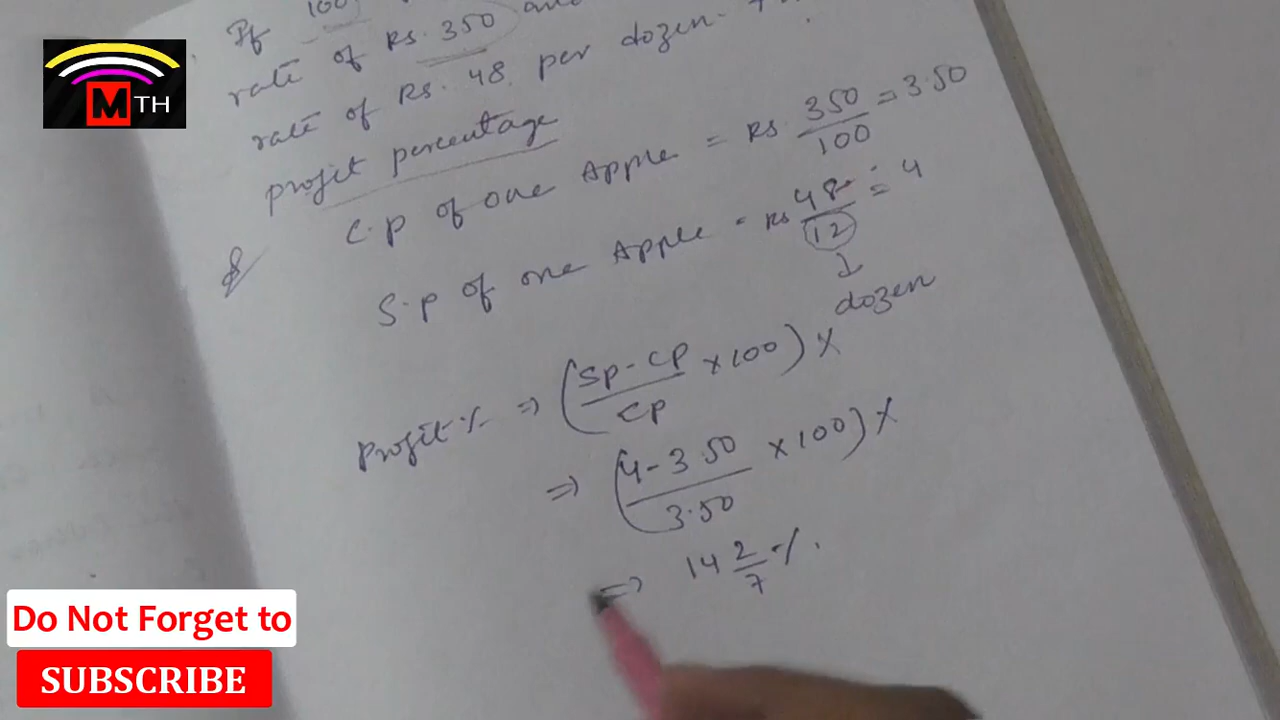 If 100
rate of Rs. 350 and
rate of Rs. 48 per dozen.
profit percentage
C.P of one Apple = Rs. 350/100 = 3.50
S.P of one Apple = Rs 48/12 = 4
dozen
Profit % => (SP - CP/CP × 100) %
=> (4 - 3.50/3.50 × 100) %
=> 14 2/7 %.
MTH
Do Not Forget to
SUBSCRIBE